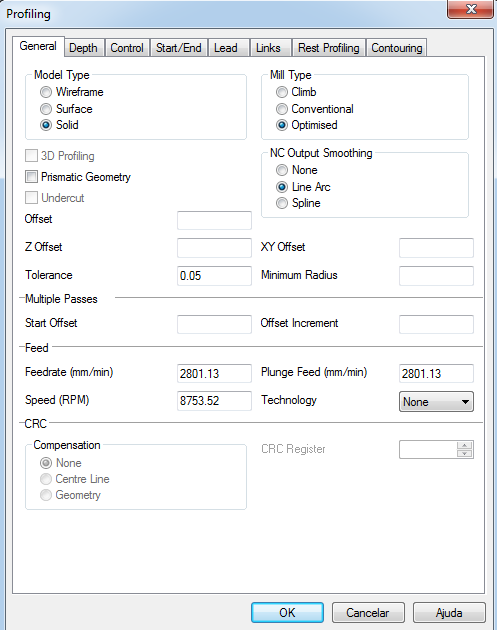 Profiling
General Depth Control Start/End Lead Links Rest Profiling Contouring
Model Type Mill Type
Wireframe Climb
Surface Conventional
Solid Optimised
3D Profiling NC Output Smoothing
None
Prismatic Geometry Line Arc
Undercut Spline
Offset
Z Offset XY Offset
Tolerance 0.05 Minimum Radius
Multiple Passes
Start Offset Offset Increment
Feed
Feedrate (mm/min) 2801.13 Plunge Feed (mm/min) 2801.13
Speed (RPM) 8753.52 Technology None
CRC
Compensation CRC Register
None
Centre Line
Geometry
OK Cancelar Ajuda